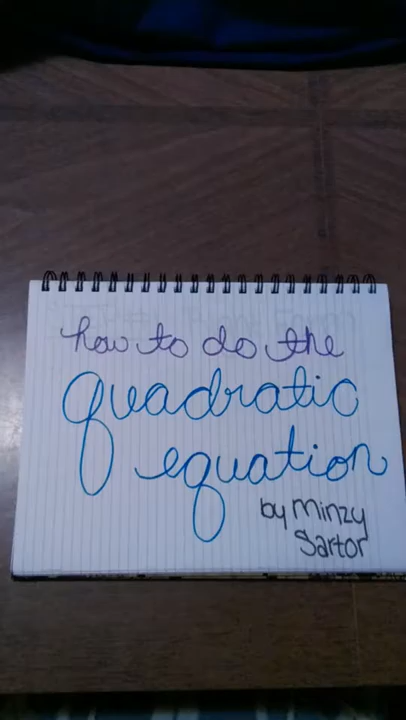 how to do the
quadratic
equation
by Minzy
Sartor